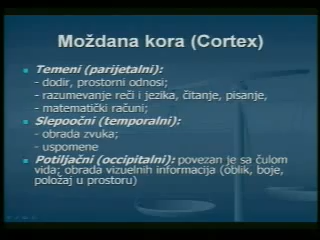 Moždana kora (Cortex)
Temeni (parijetalni):
- dodir, prostorni odnosi;
- razumevanje reči i jezika, čitanje, pisanje,
- matematički računi;
Slepoočni (temporalni):
- obrada zvuka;
- uspomene
Potiljačni (occipitalni): povezan je sa čulom
vida; obrada vizuelnih informacija (oblik, boje,
položaj u prostoru)